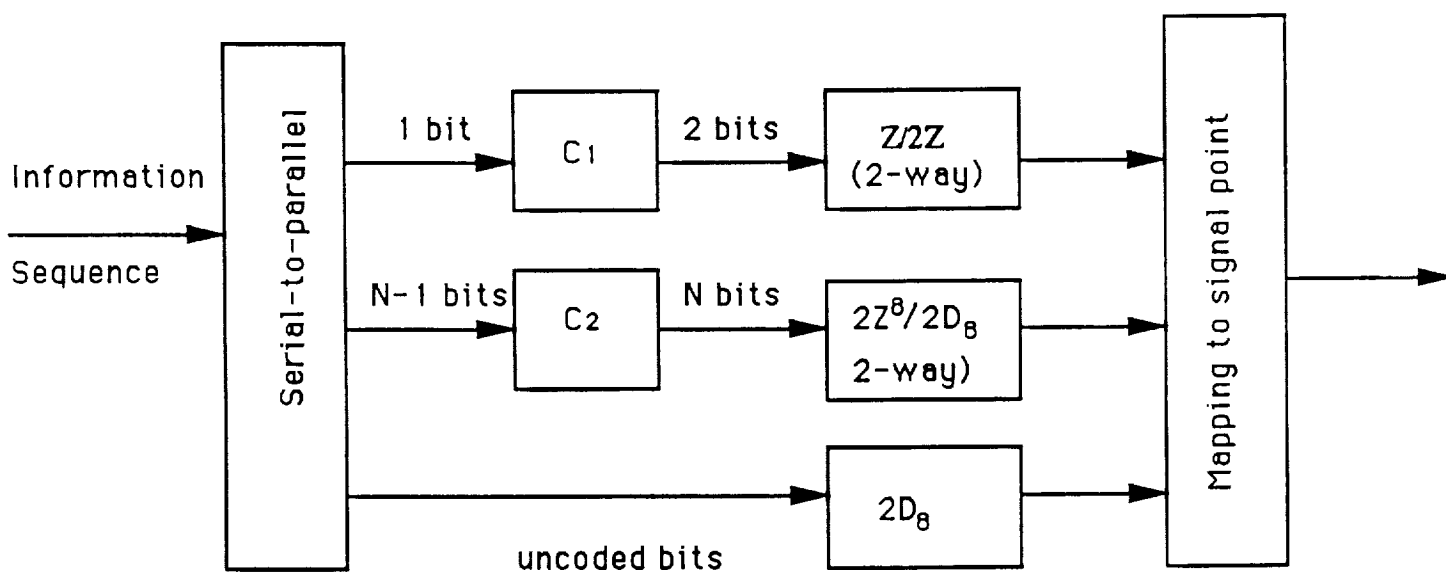 Information
Sequence
Serial-to-parallel
1 bit
C1
2 bits
Z/2Z
(2-way)
N-1 bits
C2
N bits
2Z⁸/2D₈
2-way)
uncoded bits
2D₈
Mapping to signal point